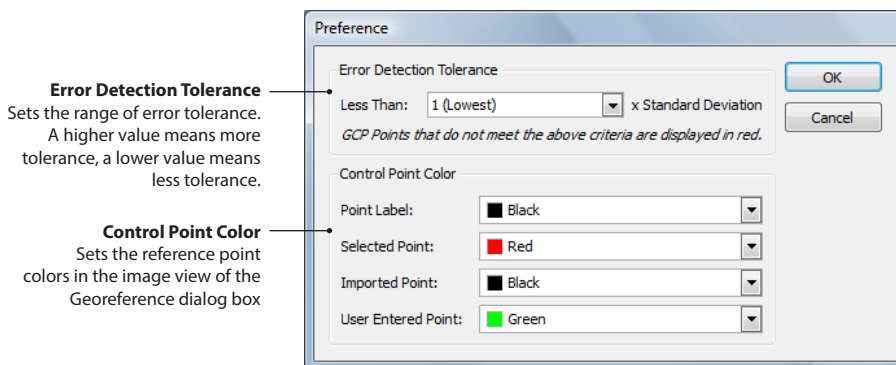 Preference
Error Detection Tolerance
Sets the range of error tolerance.
A higher value means more
tolerance, a lower value means
less tolerance.
Control Point Color
Sets the reference point
colors in the image view of the
Georeference dialog box
Error Detection Tolerance
Less Than: 1 (Lowest) x Standard Deviation
GCP Points that do not meet the above criteria are displayed in red.
Control Point Color
Point Label: Black
Selected Point: Red
Imported Point: Black
User Entered Point: Green
OK
Cancel